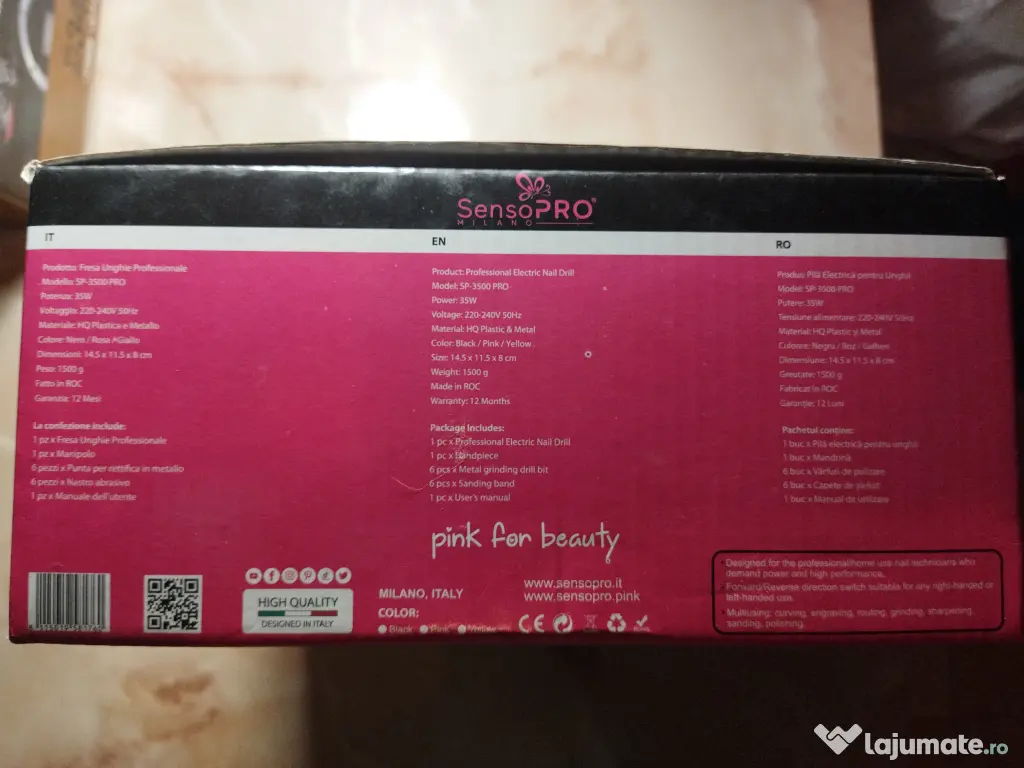 SensoPRO®
MILANO
IT
Prodotto: Fresa Unghie Professionale
Modello: SP-3500 PRO
Potenza: 35W
Voltaggio: 220-240V 50Hz
Materiale: HQ Plastica e Metallo
Colore: Nero / Rosa / Giallo
Dimensioni: 14.5 x 11.5 x 8 cm
Peso: 1500 g
Fatto in ROC
Garanzia: 12 Mesi
La confezione include:
1 pz x Fresa Unghie Professionale
1 pz x Manipolo
6 pezzi x Punta per rettifica in metallo
6 pezzi x Nastro abrasivo
1 pz x Manuale dell'utente
EN
Product: Professional Electric Nail Drill
Model: SP-3500 PRO
Power: 35W
Voltage: 220-240V 50Hz
Material: HQ Plastic & Metal
Color: Black / Pink / Yellow
Size: 14.5 x 11.5 x 8 cm
Weight: 1500 g
Made in ROC
Warranty: 12 Months
Package Includes:
1 pc x Professional Electric Nail Drill
1 pc x Handpiece
6 pcs x Metal grinding drill bit
6 pcs x Sanding band
1 pc x User's manual
RO
Produs: Pilă Electrică pentru Unghii
Model: SP-3500 PRO
Putere: 35W
Tensiune alimentare: 220-240V 50Hz
Material: HQ Plastic și Metal
Culoare: Negru / Roz / Galben
Dimensiune: 14.5 x 11.5 x 8 cm
Greutate: 1500 g
Fabricat în ROC
Garanție: 12 Luni
Pachetul conține:
1 buc x Pilă electrică pentru unghii
1 buc x Mandrină
6 buc x Vârfuri de polizare
6 buc x Capete de șlefuit
1 buc x Manual de utilizare
pink for beauty
HIGH QUALITY
DESIGNED IN ITALY
MILANO, ITALY
COLOR:
Black Pink Yellow
www.sensopro.it
www.sensopro.pink
CE
Designed for the professional/home use nail technicians who
demand power and high performance.
Forward/Reverse direction switch suitable for any right-handed or
left-handed use.
Multiusing: curving, engraving, routing, grinding, sharpening,
sanding, polishing.
lajumate.ro